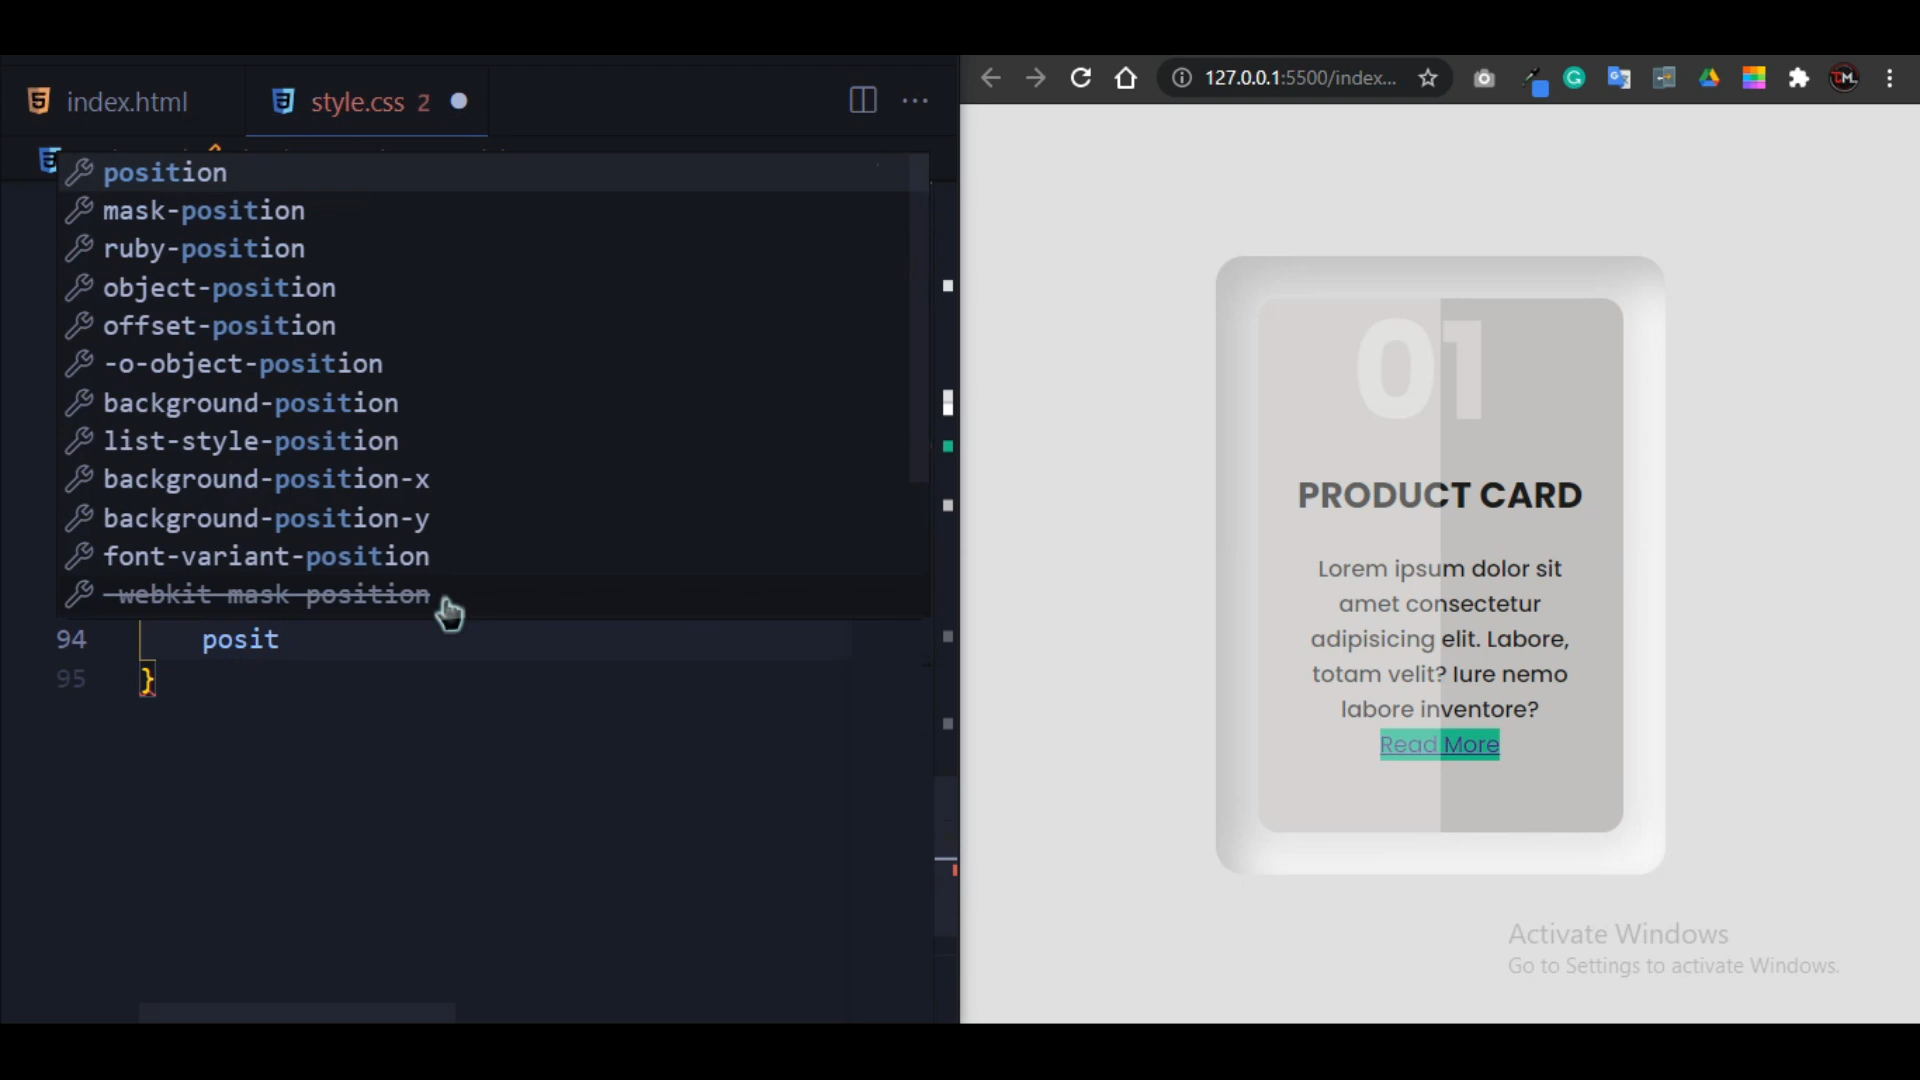 index.html
style.css 2
127.0.0.1:5500/index...
position
mask-position
ruby-position
object-position
offset-position
-o-object-position
background-position
list-style-position
background-position-x
background-position-y
font-variant-position
-webkit-mask-position
94 posit
95 }
01
PRODUCT CARD
Lorem ipsum dolor sit
amet consectetur
adipisicing elit. Labore,
totam velit? Iure nemo
labore inventore?
Read More
Activate Windows
Go to Settings to activate Windows.